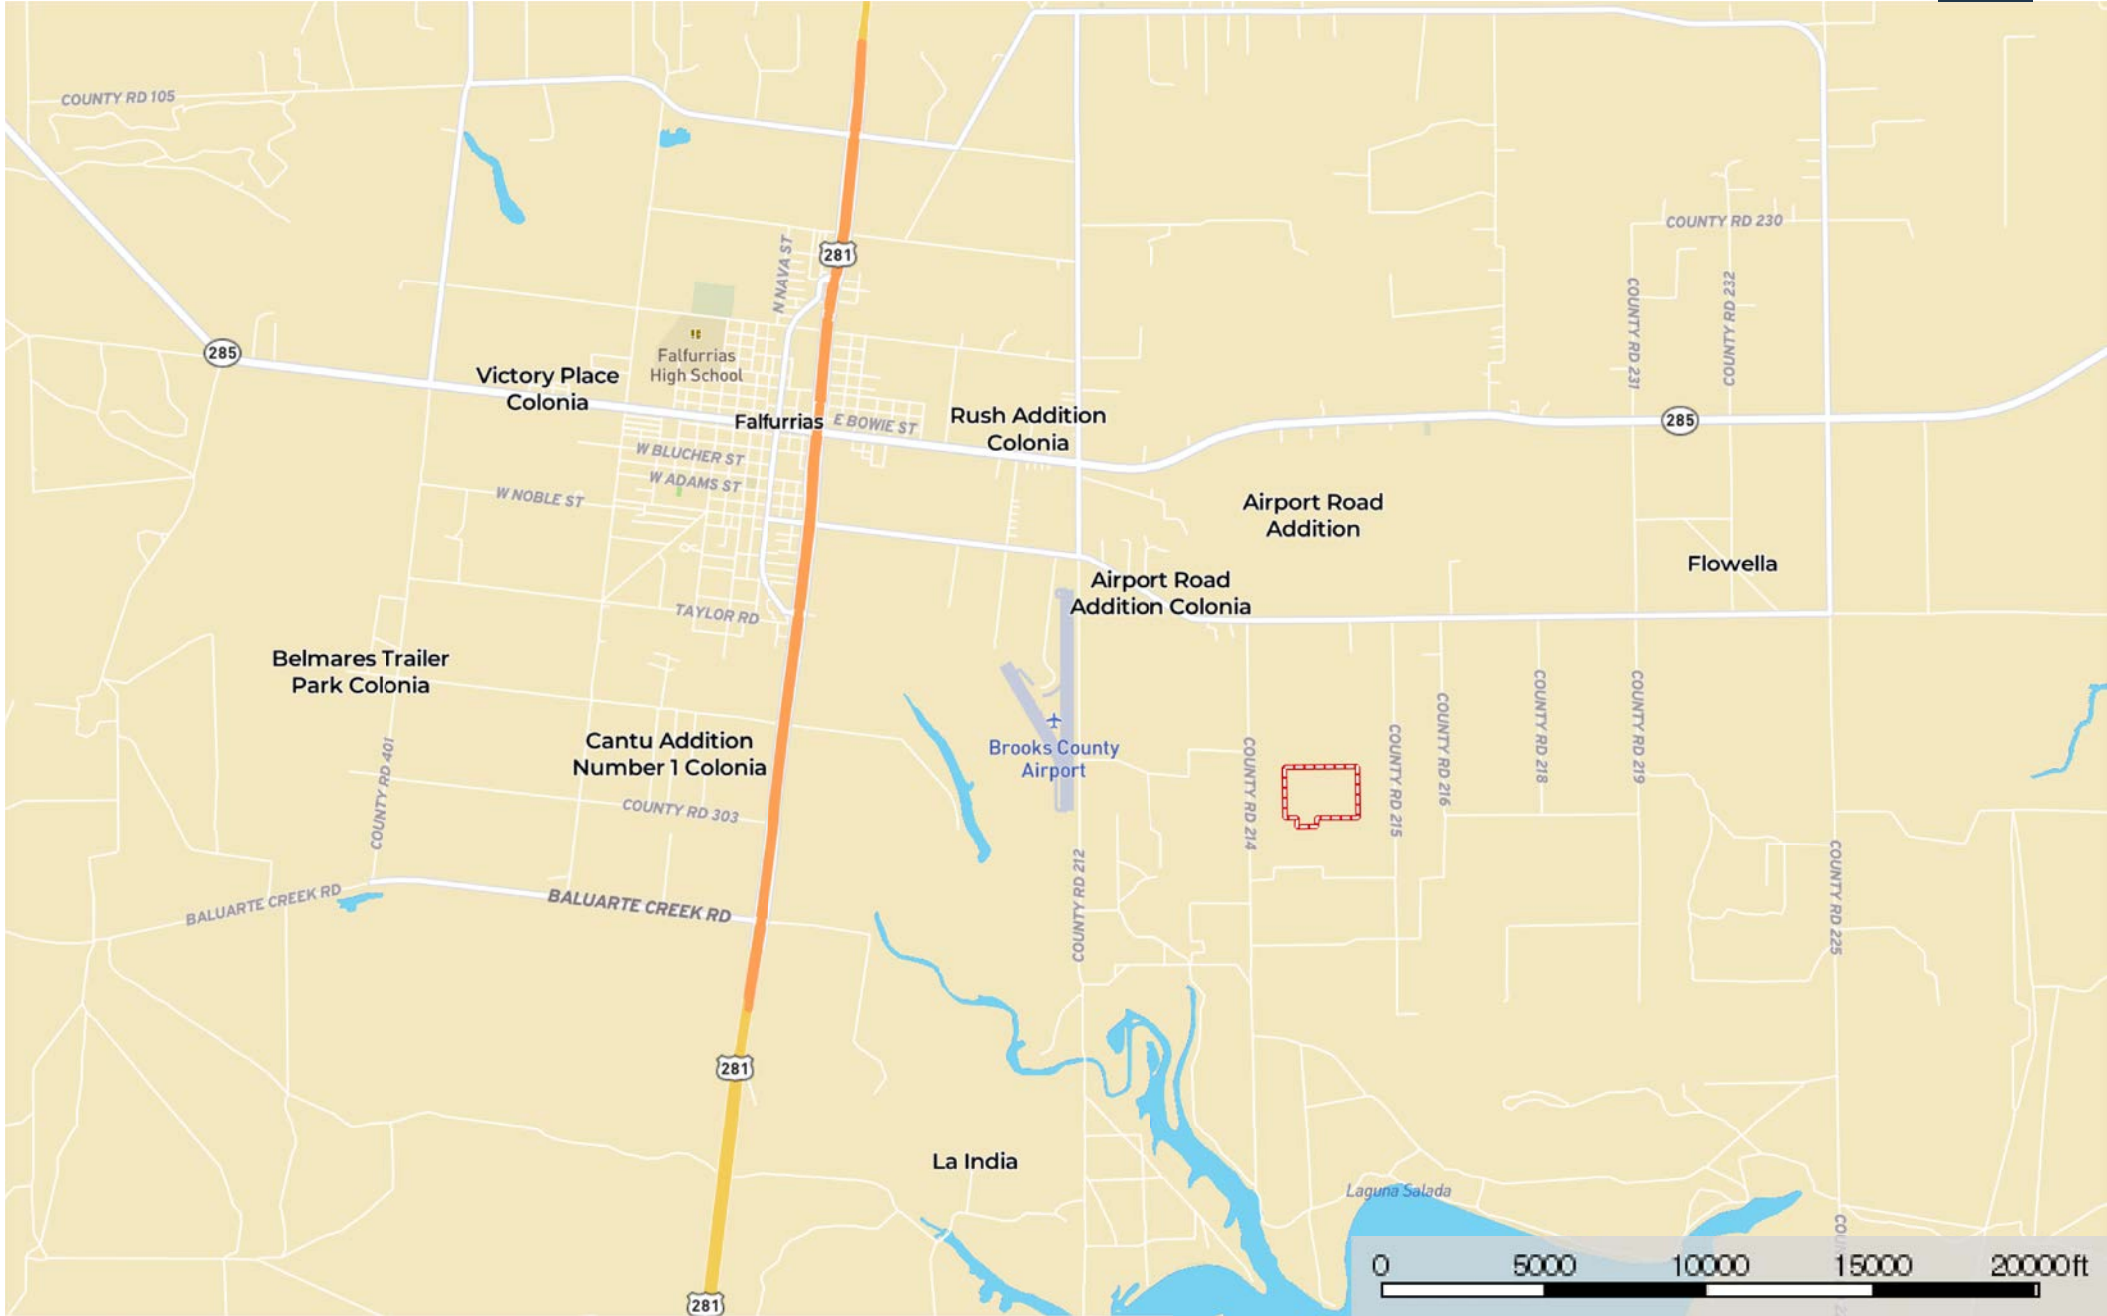 COUNTY RD 105
COUNTY RD 230
N NAVA ST
281
COUNTY RD 231
COUNTY RD 232
285
Falfurrias
High School
Victory Place
Colonia
Falfurrias
E BOWIE ST
Rush Addition
Colonia
285
W BLUCHER ST
W ADAMS ST
W NOBLE ST
Airport Road
Addition
Flowella
Airport Road
Addition Colonia
TAYLOR RD
Belmares Trailer
Park Colonia
Cantu Addition
Number 1 Colonia
Brooks County
Airport
COUNTY RD 401
COUNTY RD 303
COUNTY RD 214
COUNTY RD 215
COUNTY RD 216
COUNTY RD 218
COUNTY RD 219
COUNTY RD 212
COUNTY RD 225
BALUARTE CREEK RD
BALUARTE CREEK RD
281
La India
Laguna Salada
0 5000 10000 15000 20000 ft
281